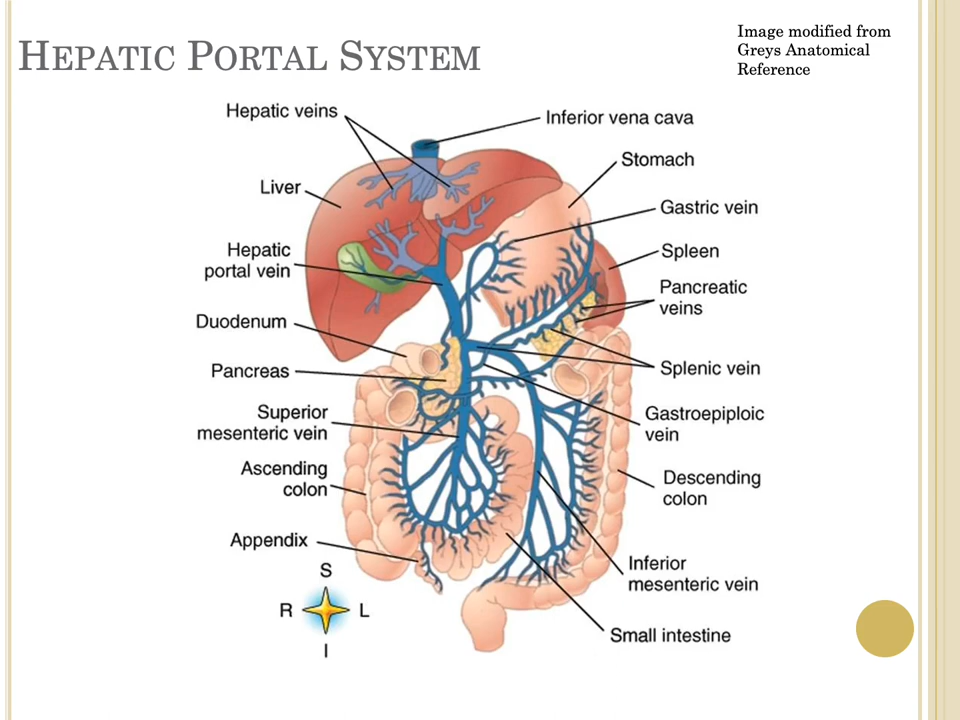 HEPATIC PORTAL SYSTEM
Image modified from
Greys Anatomical
Reference
Hepatic veins
Inferior vena cava
Stomach
Liver
Gastric vein
Hepatic
portal vein
Spleen
Pancreatic
veins
Duodenum
Pancreas
Splenic vein
Superior
mesenteric vein
Gastroepiploic
vein
Ascending
colon
Descending
colon
Appendix
Inferior
mesenteric vein
Small intestine
S
R L
I